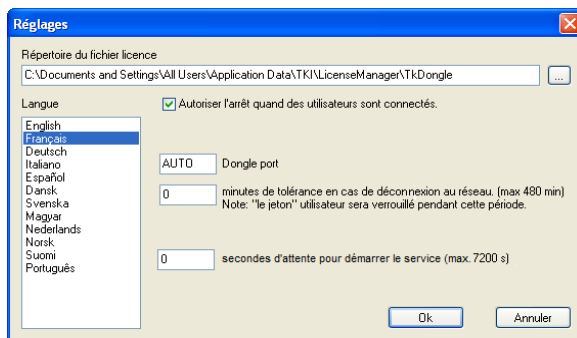 Réglages
Répertoire du fichier licence
C:\Documents and Settings\All Users\Application Data\TKI\LicenseManager\TkDongle
...
Langue
Autoriser l'arrêt quand des utilisateurs sont connectés.
English
Français
Deutsch
Italiano
Español
Dansk
Svenska
Magyar
Nederlands
Norsk
Suomi
Português
AUTO Dongle port
0 minutes de tolérance en cas de déconnexion au réseau. (max 480 min)
Note: "le jeton" utilisateur sera verrouillé pendant cette période.
0 secondes d'attente pour démarrer le service (max. 7200 s)
Ok Annuler